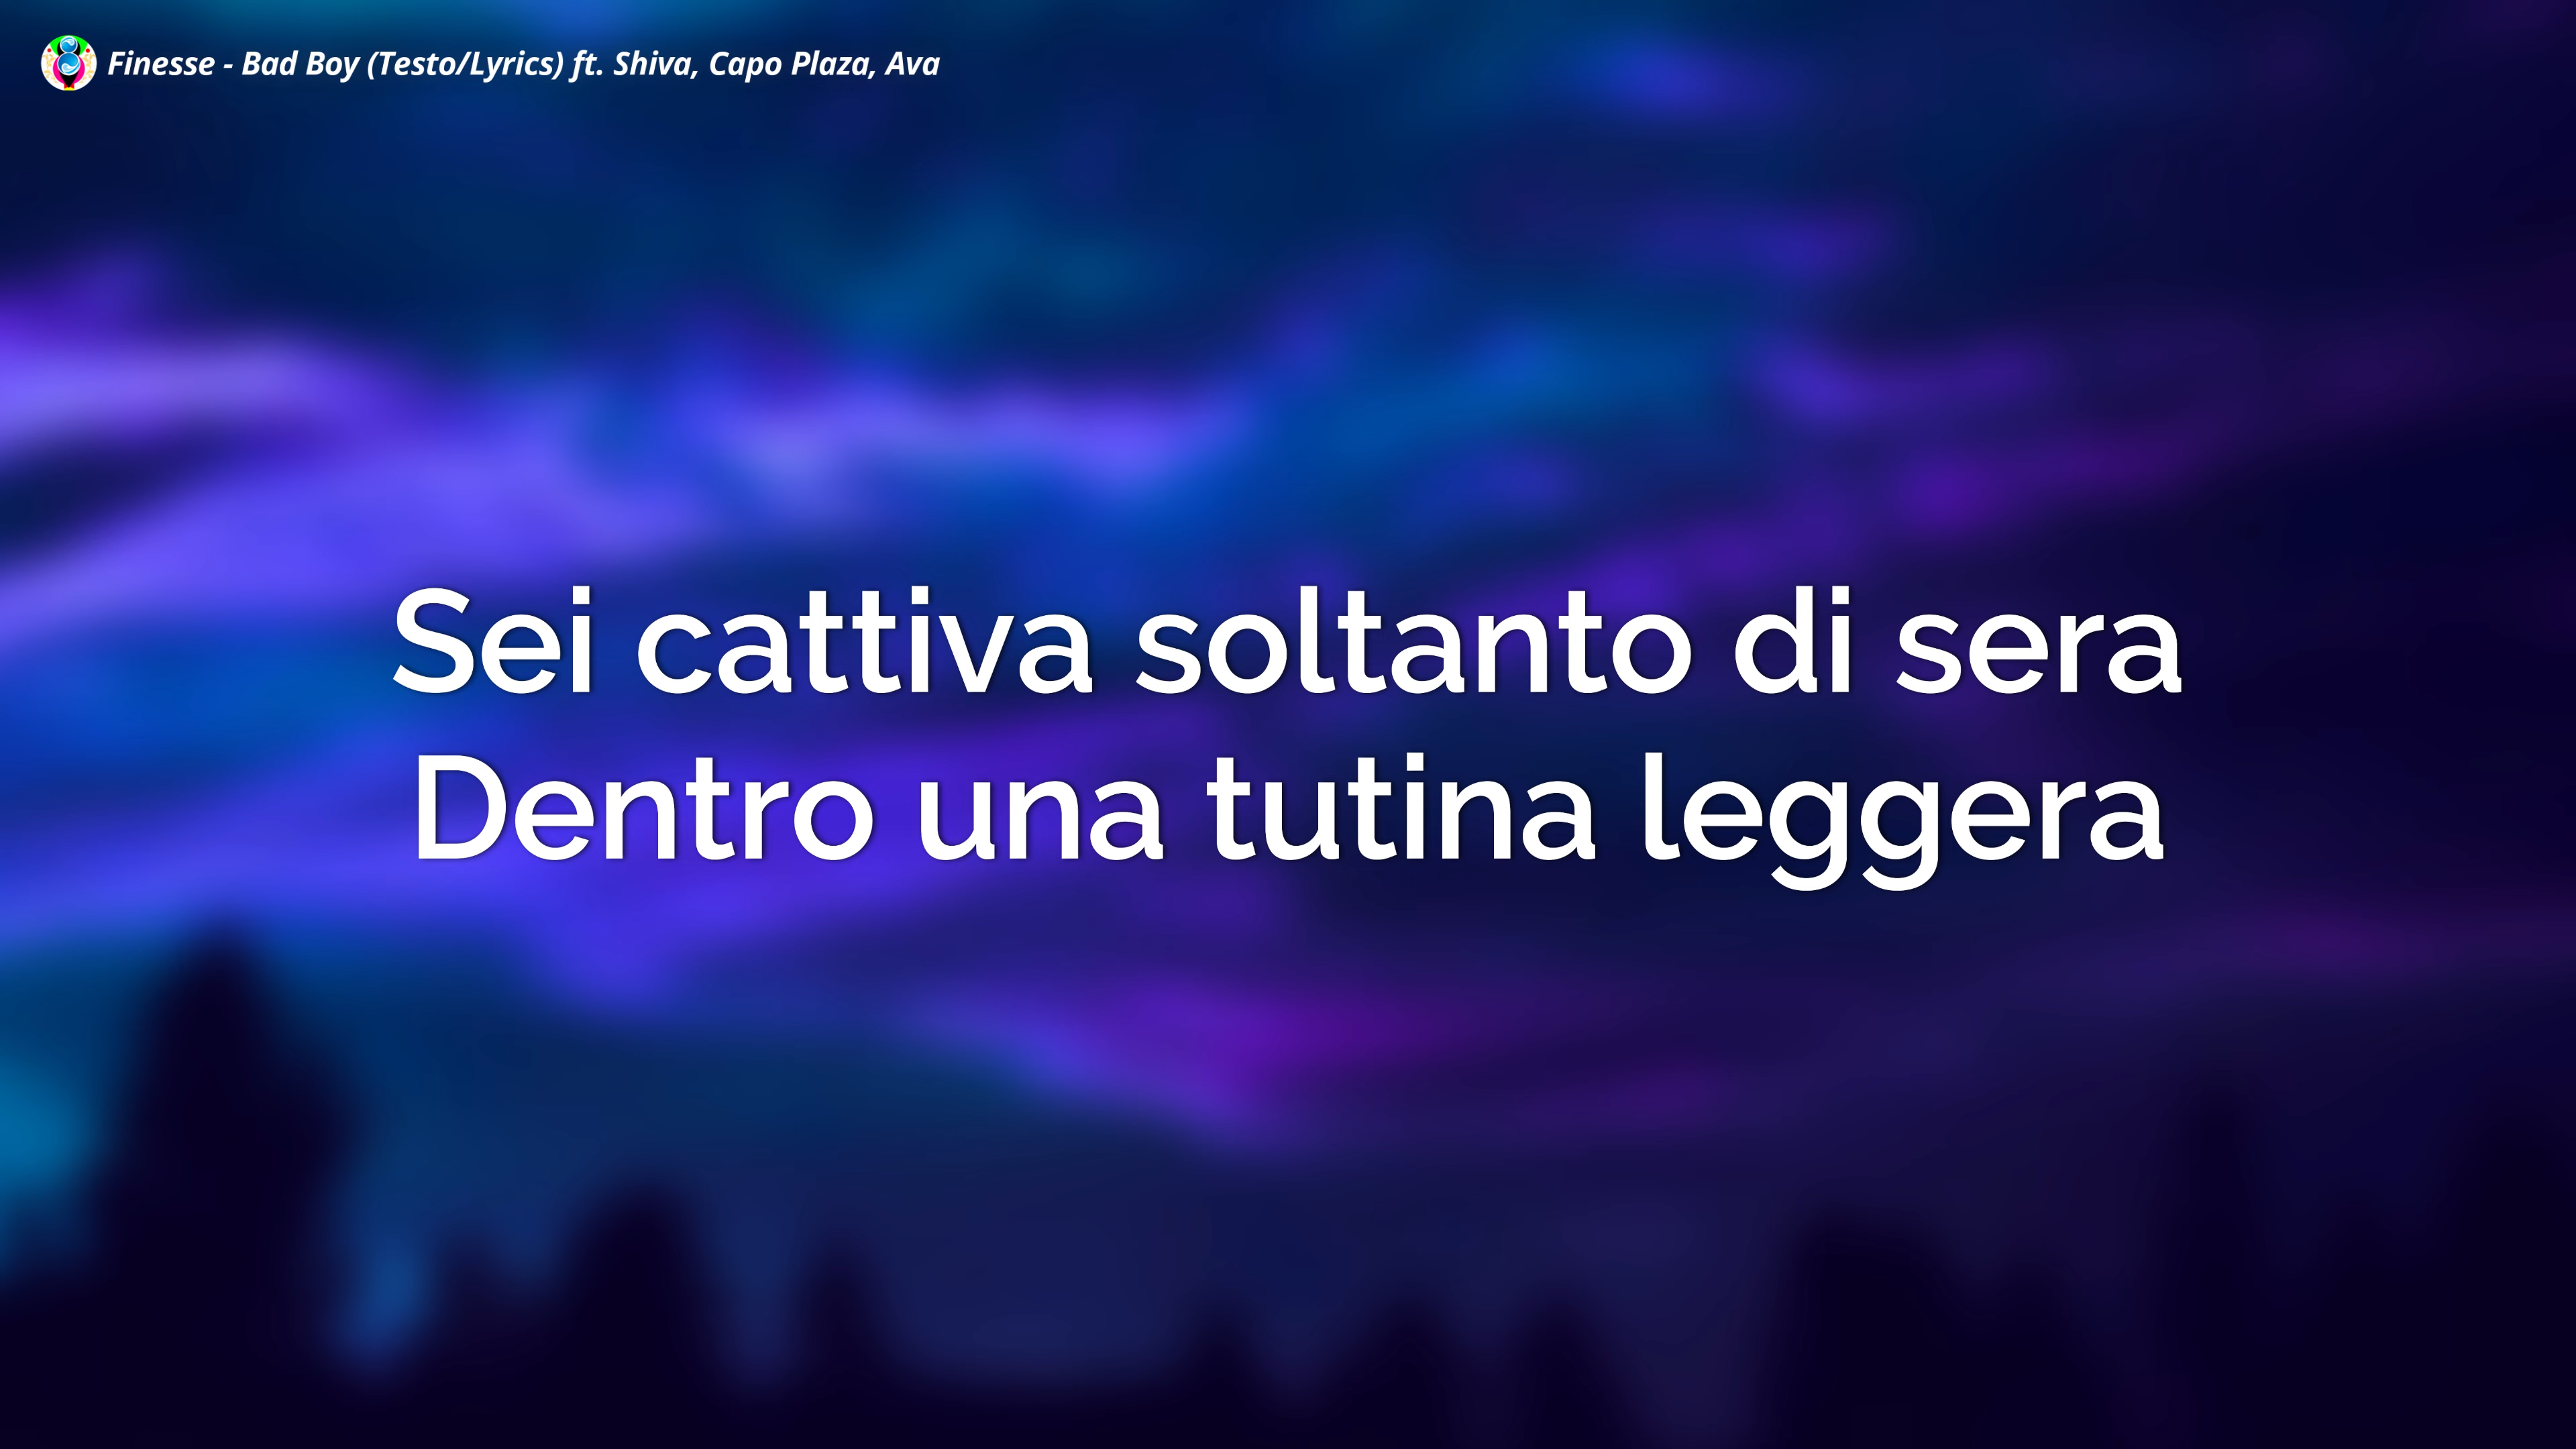 Finesse - Bad Boy (Testo/Lyrics) ft. Shiva, Capo Plaza, Ava
Sei cattiva soltanto di sera
Dentro una tutina leggera